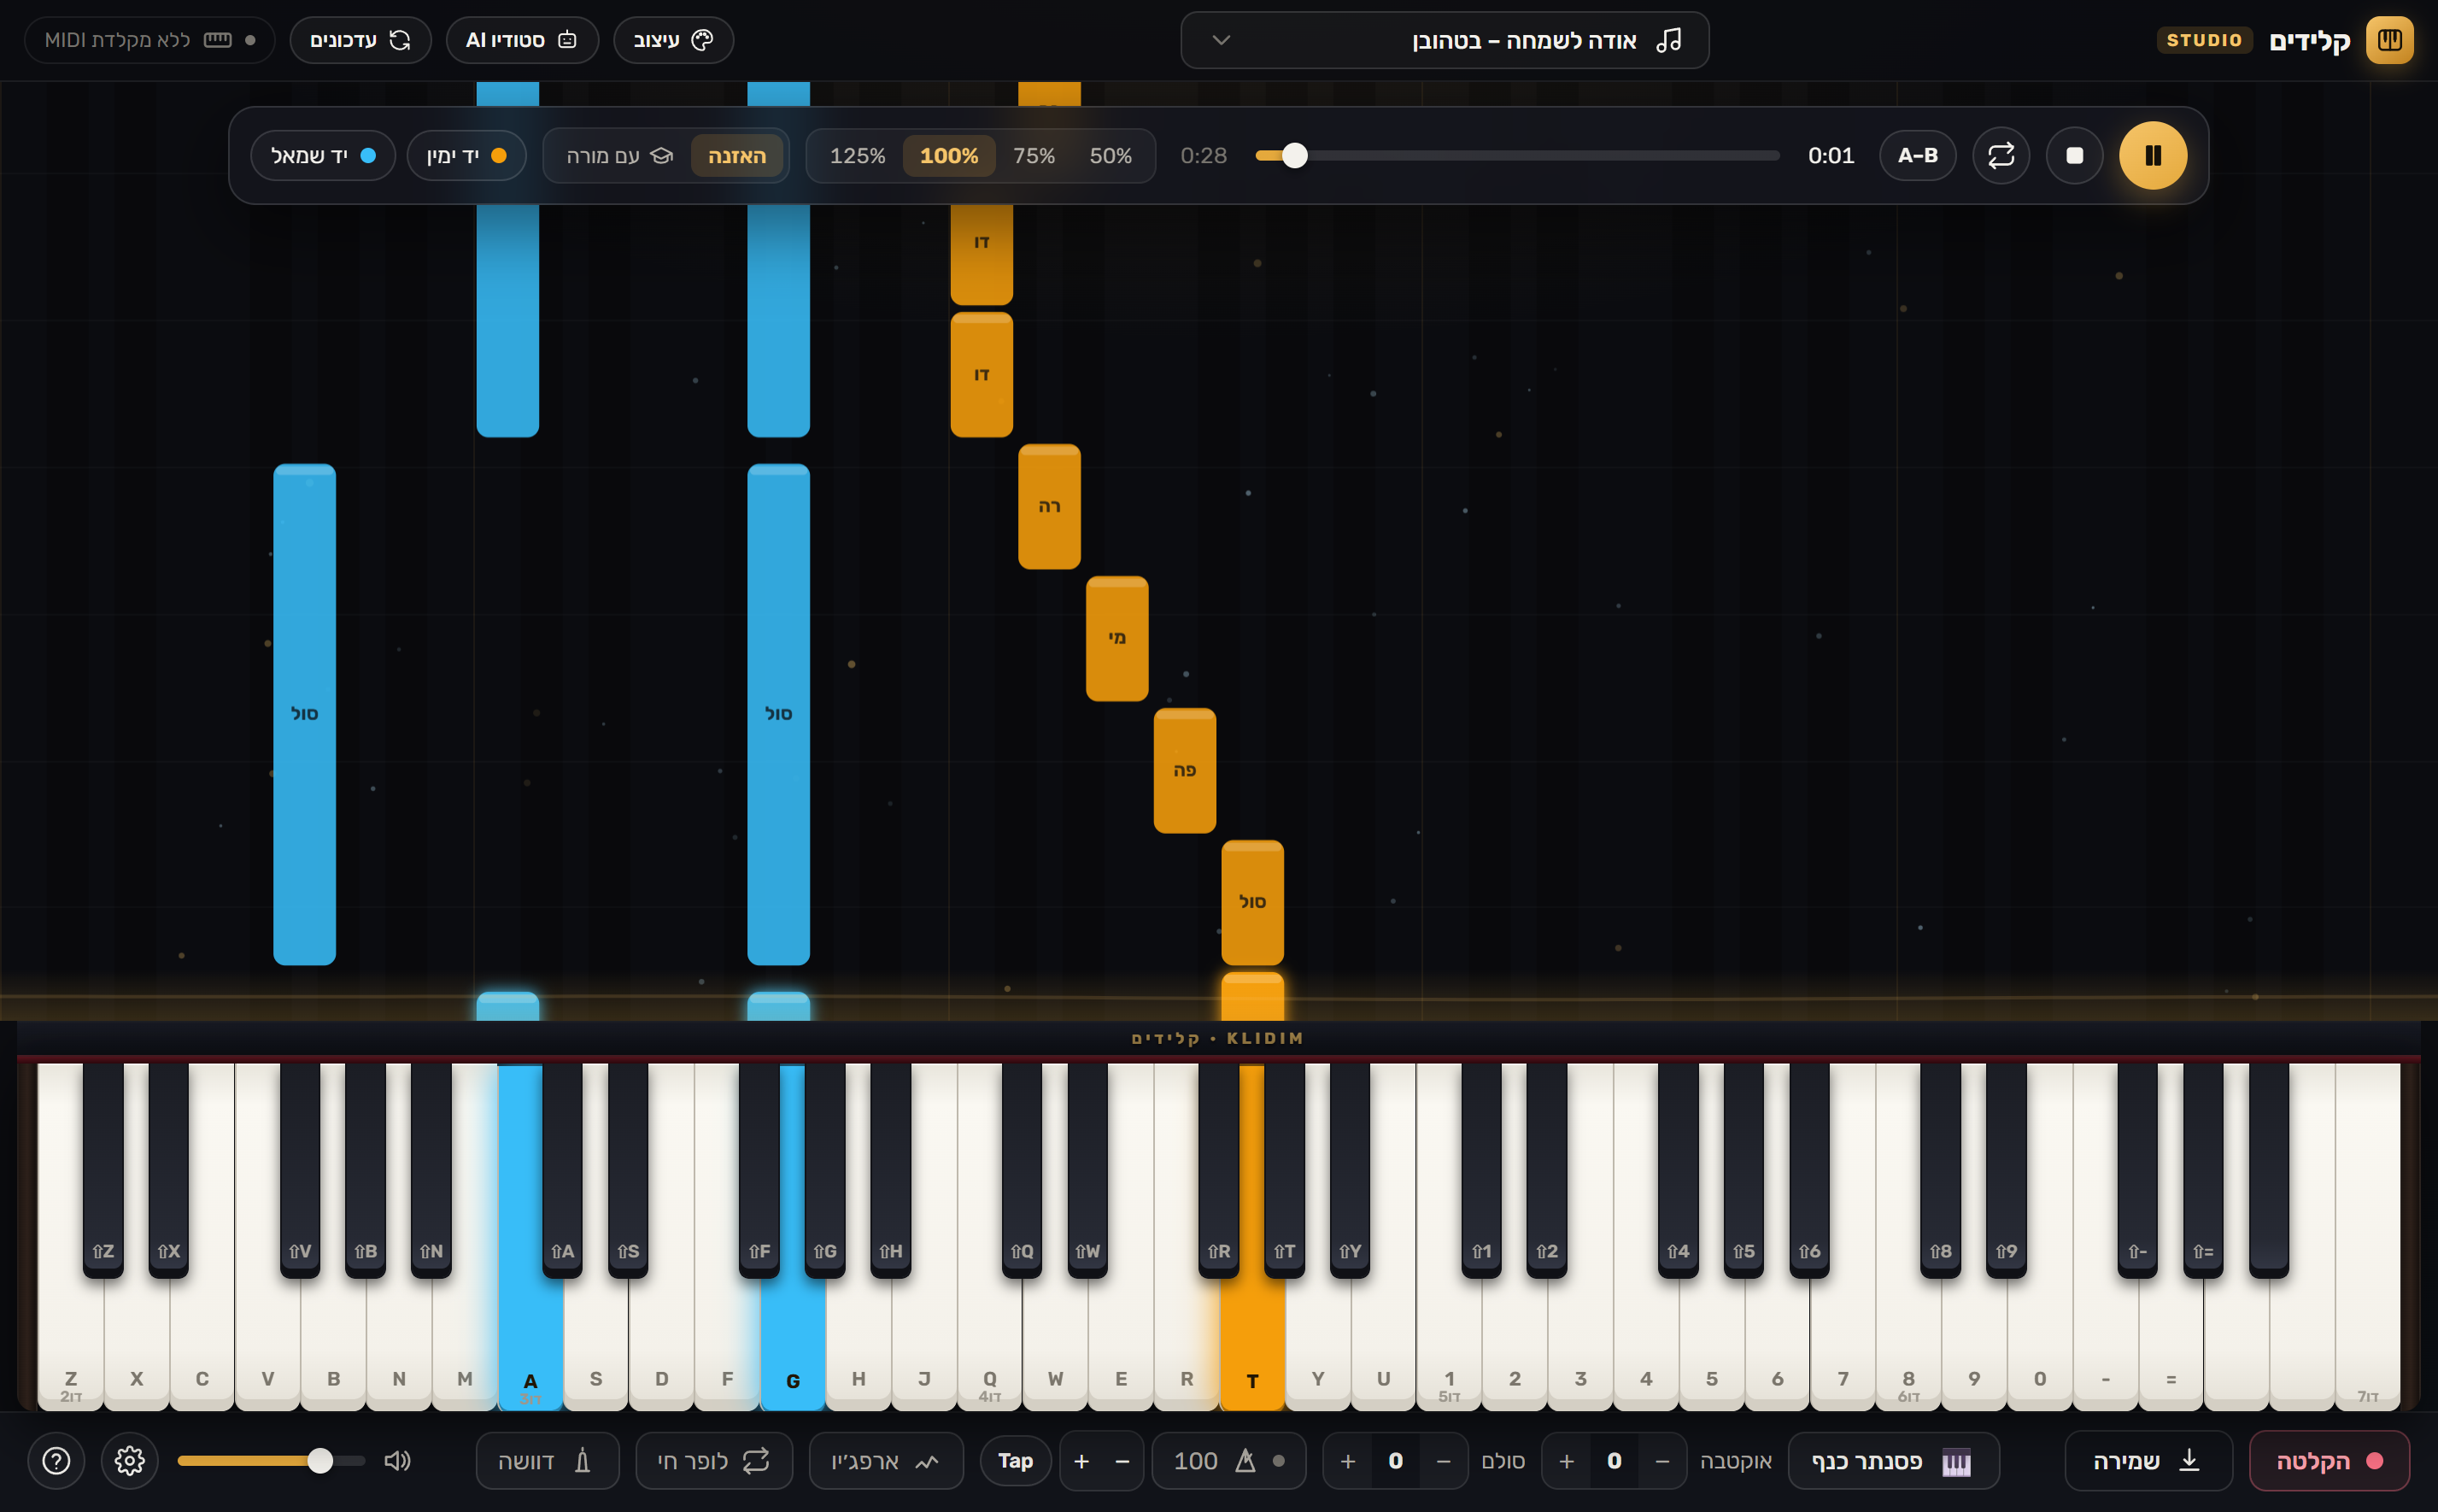 קלידים STUDIO
אודה לשמחה – בטהובן
עיצוב
סטודיו AI
עדכונים
ללא מקלדת MIDI
A–B
0:01
0:28
50% 75% 100% 125%
האזנה עם מורה
יד ימין
יד שמאל
דו
דו
רה
מי
סול סול
פה
סול
קלידים • KLIDIM
⇧Z ⇧X ⇧V ⇧B ⇧N ⇧A ⇧S ⇧F ⇧G ⇧H ⇧Q ⇧W ⇧R ⇧T ⇧Y ⇧1 ⇧2 ⇧4 ⇧5 ⇧6 ⇧8 ⇧9 ⇧- ⇧=
Z X C V B N M A S D F G H J Q W E R T Y U 1 2 3 4 5 6 7 8 9 0 - =
דו2 דו3 דו4 דו5 דו6 דו7
הקלטה
שמירה
פסנתר כנף
אוקטבה − 0 +
סולם − 0 +
100
− +
Tap
ארפג׳יו
לופר חי
דוושה